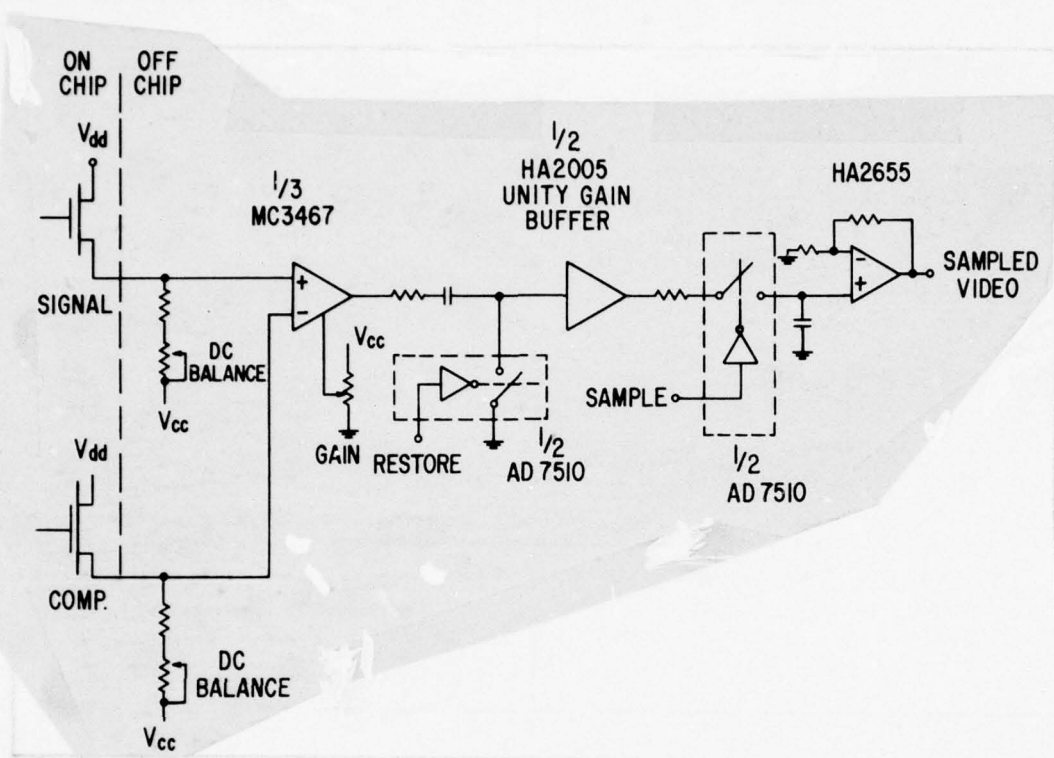 ON CHIP
OFF CHIP
Vdd
SIGNAL
DC BALANCE
Vcc
Vdd
COMP.
DC BALANCE
Vcc
1/3
MC3467
Vcc
GAIN
RESTORE
1/2
AD 7510
1/2
HA2005
UNITY GAIN
BUFFER
SAMPLE
1/2
AD 7510
HA2655
SAMPLED
VIDEO
+
-
-
+